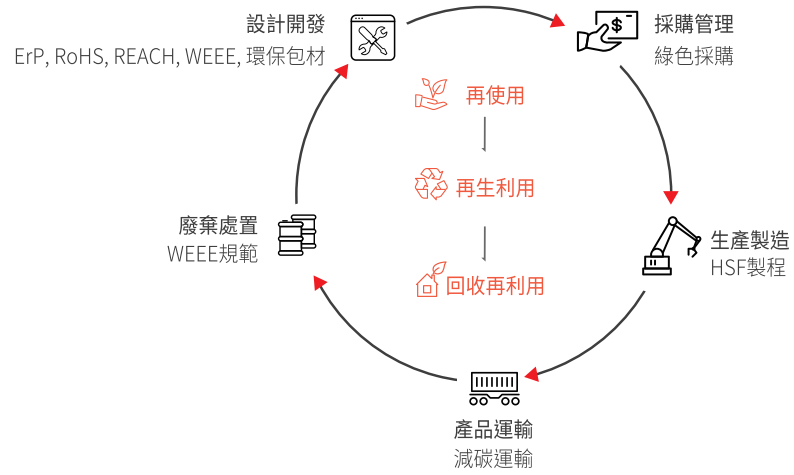 設計開發
ErP, RoHS, REACH, WEEE, 環保包材
採購管理
綠色採購
再使用
再生利用
回收再利用
廢棄處置
WEEE規範
生產製造
HSF製程
產品運輸
減碳運輸